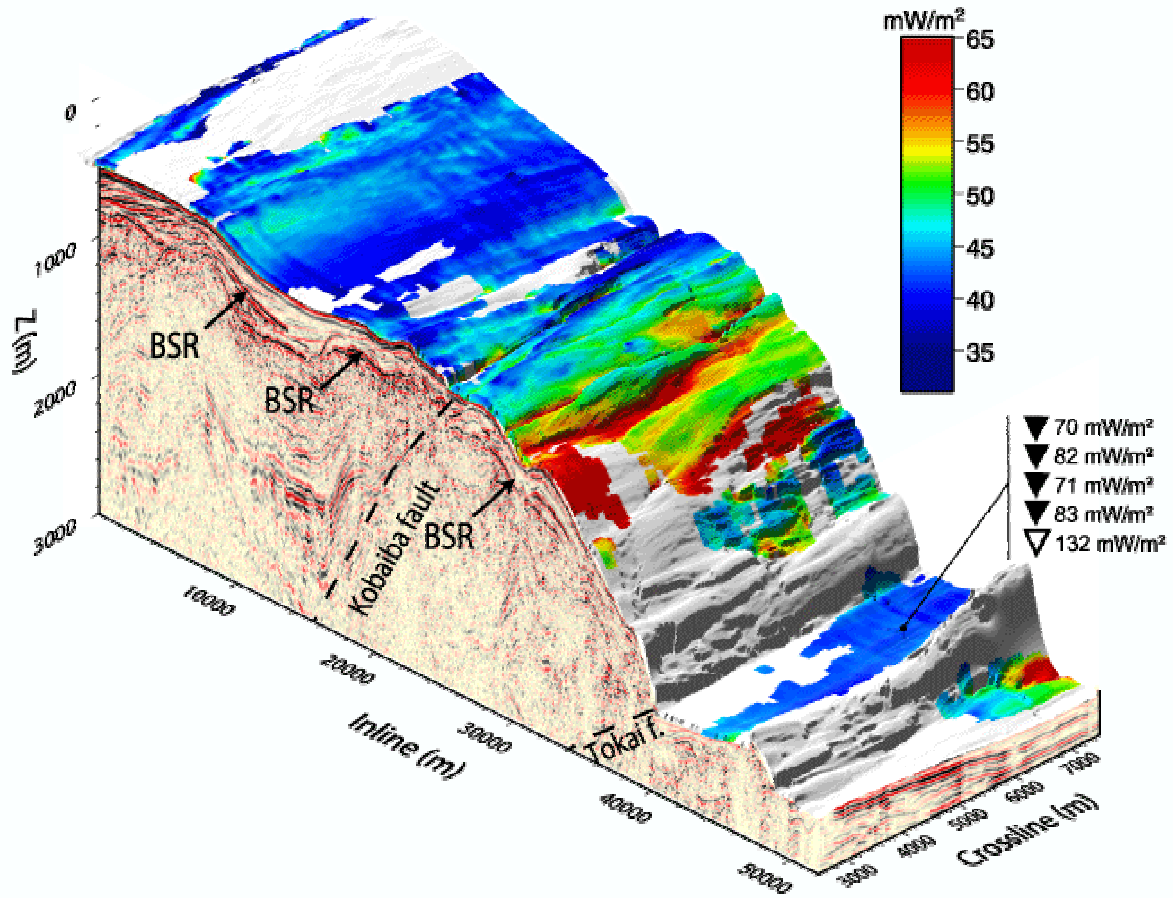 mW/m²
65
60
55
50
45
40
35
70 mW/m²
82 mW/m²
71 mW/m²
83 mW/m²
132 mW/m²
0
1000
2000
3000
Z (m)
BSR
BSR
BSR
Kobaiba fault
Tokai f.
10000
20000
30000
40000
50000
Inline (m)
3000
4000
5000
6000
7000
Crossline (m)